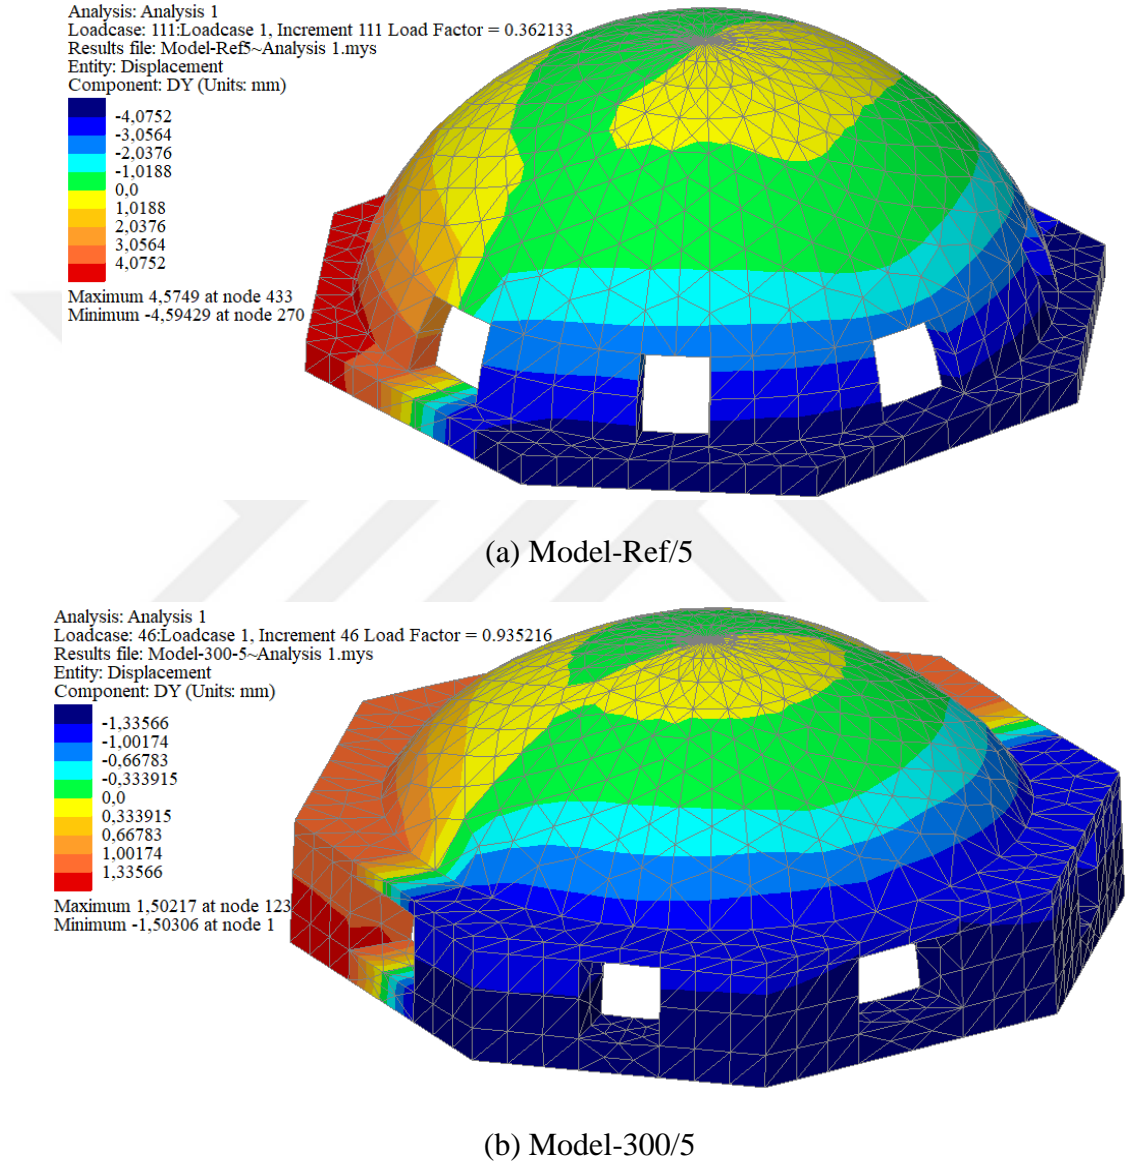 Analysis: Analysis 1
Loadcase: 111:Loadcase 1, Increment 111 Load Factor = 0.362133
Results file: Model-Ref5~Analysis 1.mys
Entity: Displacement
Component: DY (Units: mm)
-4,0752
-3,0564
-2,0376
-1,0188
0,0
1,0188
2,0376
3,0564
4,0752
Maximum 4,5749 at node 433
Minimum -4,59429 at node 270
(a) Model-Ref/5
Analysis: Analysis 1
Loadcase: 46:Loadcase 1, Increment 46 Load Factor = 0.935216
Results file: Model-300-5~Analysis 1.mys
Entity: Displacement
Component: DY (Units: mm)
-1,33566
-1,00174
-0,66783
-0,333915
0,0
0,333915
0,66783
1,00174
1,33566
Maximum 1,50217 at node 123
Minimum -1,50306 at node 1
(b) Model-300/5